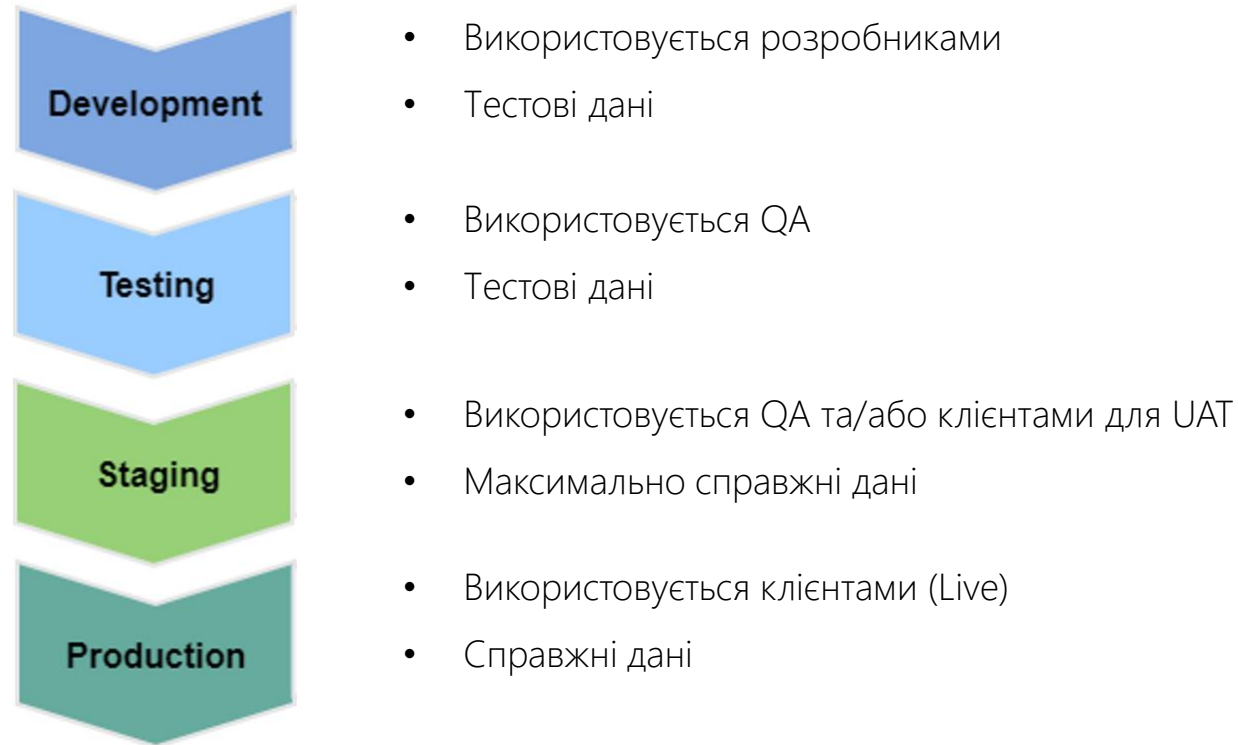 Development
• Використовується розробниками
• Тестові дані
Testing
• Використовується QA
• Тестові дані
Staging
• Використовується QA та/або клієнтами для UAT
• Максимально справжні дані
Production
• Використовується клієнтами (Live)
• Справжні дані